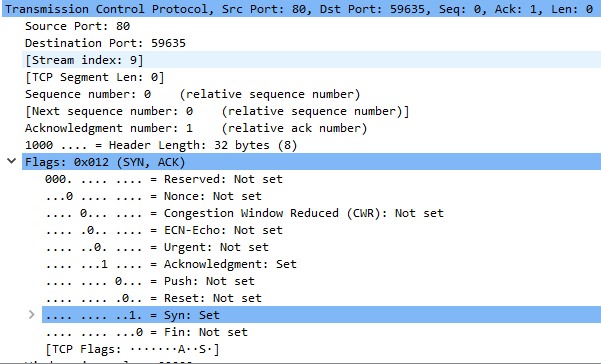 Transmission Control Protocol, Src Port: 80, Dst Port: 59635, Seq: 0, Ack: 1, Len: 0
Source Port: 80
Destination Port: 59635
[Stream index: 9]
[TCP Segment Len: 0]
Sequence number: 0    (relative sequence number)
[Next sequence number: 0    (relative sequence number)]
Acknowledgment number: 1    (relative ack number)
1000 .... = Header Length: 32 bytes (8)
Flags: 0x012 (SYN, ACK)
000. .... .... = Reserved: Not set
...0 .... .... = Nonce: Not set
.... 0... .... = Congestion Window Reduced (CWR): Not set
.... .0.. .... = ECN-Echo: Not set
.... ..0. .... = Urgent: Not set
.... ...1 .... = Acknowledgment: Set
.... .... 0... = Push: Not set
.... .... .0.. = Reset: Not set
.... .... ..1. = Syn: Set
.... .... ...0 = Fin: Not set
[TCP Flags: ·······A··S·]